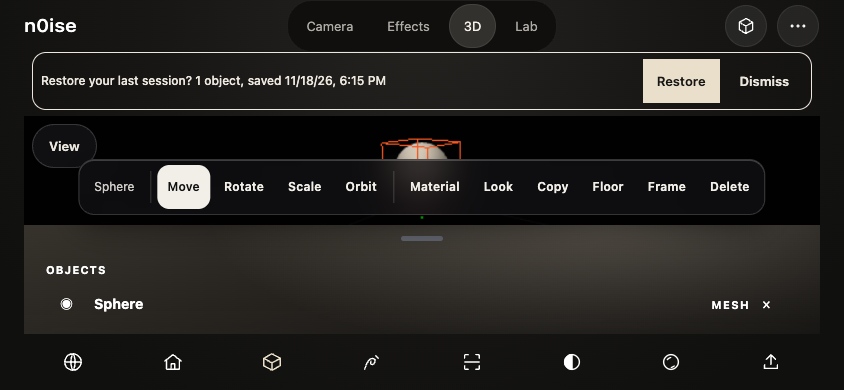 n0ise
Camera Effects 3D Lab
Restore your last session? 1 object, saved 11/18/26, 6:15 PM
Restore Dismiss
View
Sphere Move Rotate Scale Orbit Material Look Copy Floor Frame Delete
OBJECTS
Sphere MESH ×